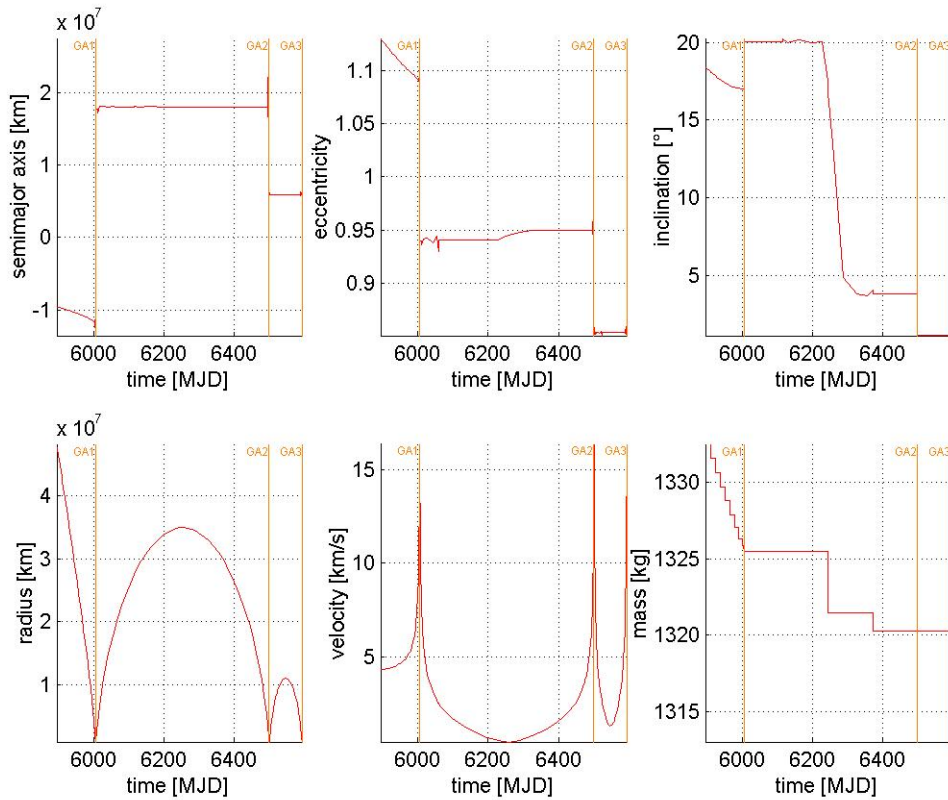 x 10⁷
GA1 GA2 GA3
2
1
0
-1
semimajor axis [km]
6000 6200 6400
time [MJD]
GA1 GA2 GA3
1.1
1.05
1
0.95
0.9
eccentricity
6000 6200 6400
time [MJD]
GA1 GA2 GA3
20
15
10
5
inclination [°]
6000 6200 6400
time [MJD]
x 10⁷
GA1 GA2 GA3
4
3
2
1
radius [km]
6000 6200 6400
time [MJD]
GA1 GA2 GA3
15
10
5
velocity [km/s]
6000 6200 6400
time [MJD]
GA1 GA2 GA3
1330
1325
1320
1315
mass [kg]
6000 6200 6400
time [MJD]